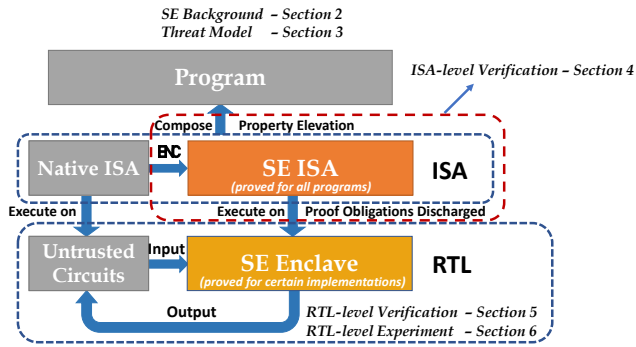 SE Background – Section 2
Threat Model – Section 3
Program
ISA-level Verification – Section 4
Compose Property Elevation
Native ISA
ENC
SE ISA
(proved for all programs)
ISA
Execute on
Execute on Proof Obligations Discharged
Untrusted
Circuits
Input
SE Enclave
(proved for certain implementations)
RTL
Output
RTL-level Verification – Section 5
RTL-level Experiment – Section 6